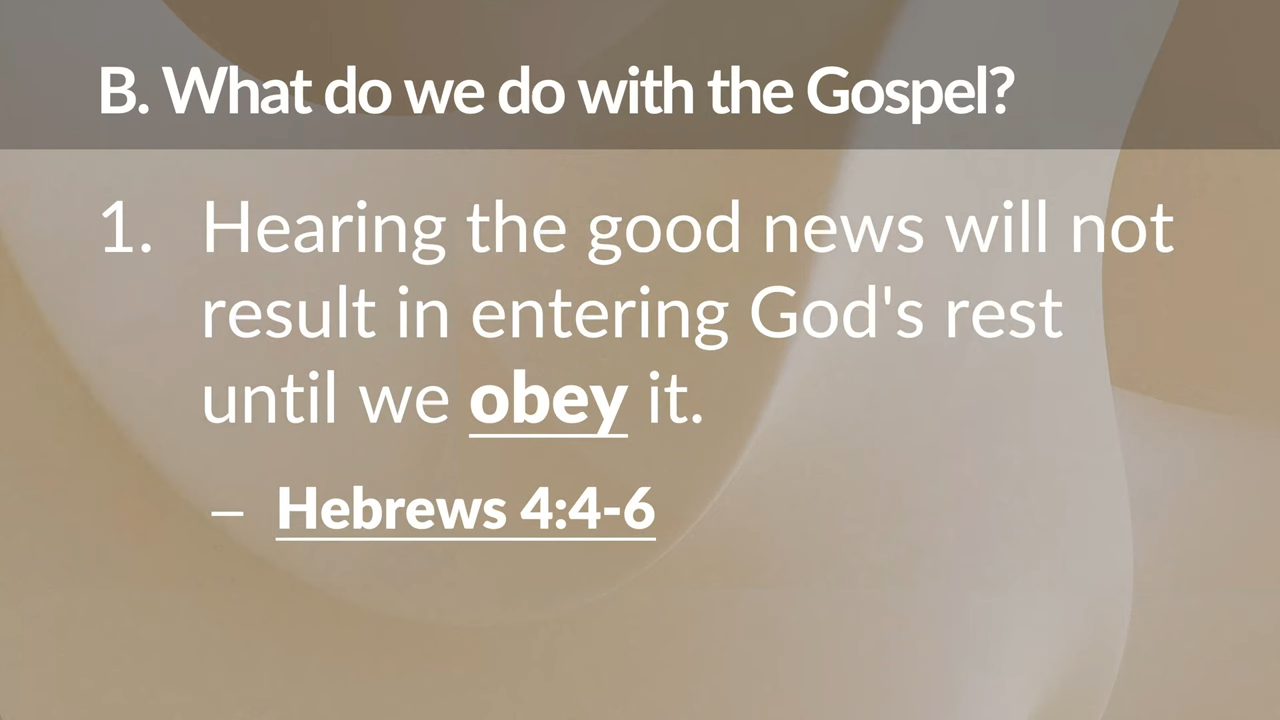 B. What do we do with the Gospel?
1. Hearing the good news will not
result in entering God's rest
until we obey it.
– Hebrews 4:4-6